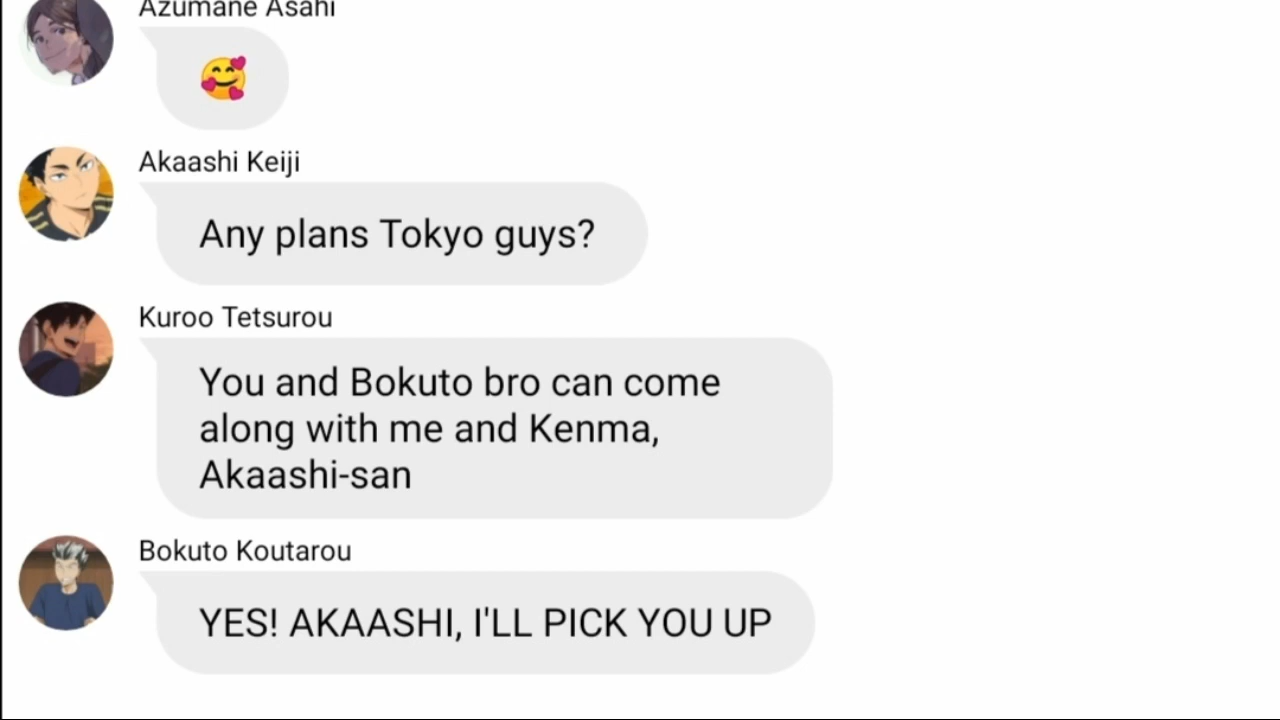 Azumane Asahi
🥰
Akaashi Keiji
Any plans Tokyo guys?
Kuroo Tetsurou
You and Bokuto bro can come
along with me and Kenma,
Akaashi-san
Bokuto Koutarou
YES! AKAASHI, I'LL PICK YOU UP